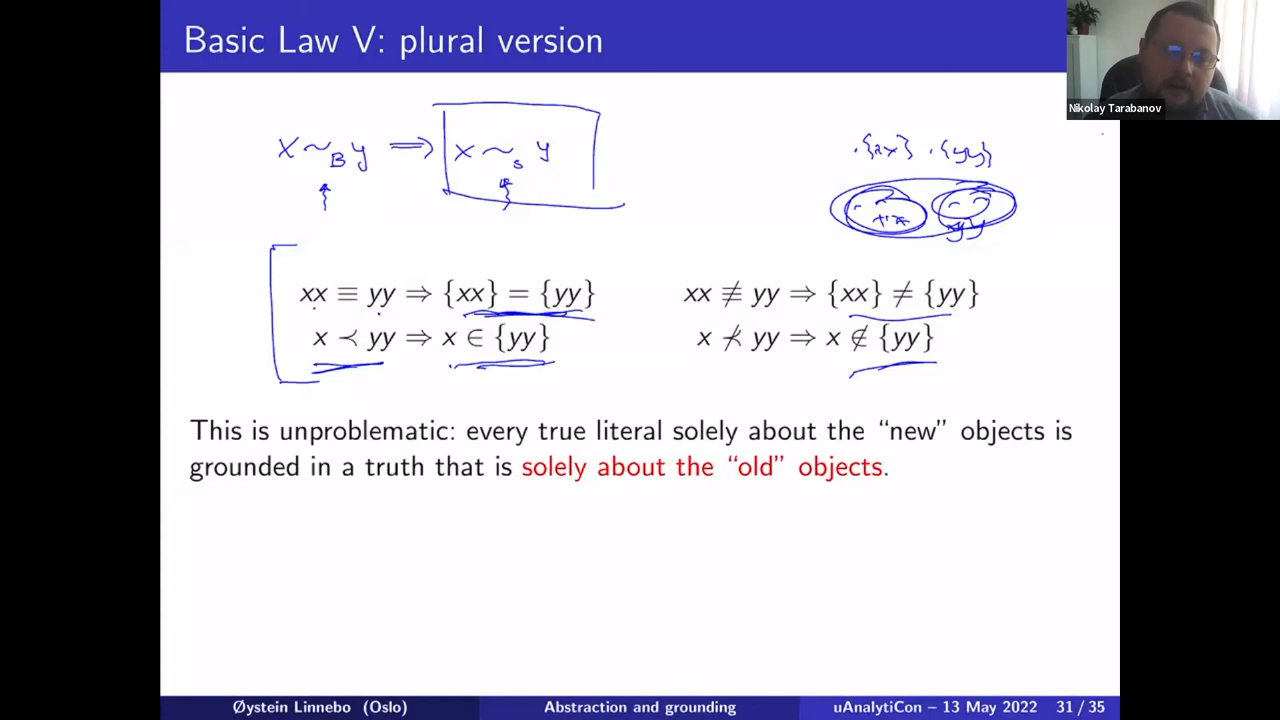 Basic Law V: plural version
Nikolay Tarabanov
x ∼B y ⇒ x ∼s y
.{xx} .{yy}
xx yy
xx ≡ yy ⇒ {xx} = {yy} xx ≢ yy ⇒ {xx} ≠ {yy}
x ≺ yy ⇒ x ∈ {yy} x ⊀ yy ⇒ x ∉ {yy}
This is unproblematic: every true literal solely about the “new” objects is
grounded in a truth that is solely about the “old” objects.
Øystein Linnebo (Oslo) Abstraction and grounding uAnalytiCon – 13 May 2022 31 / 35